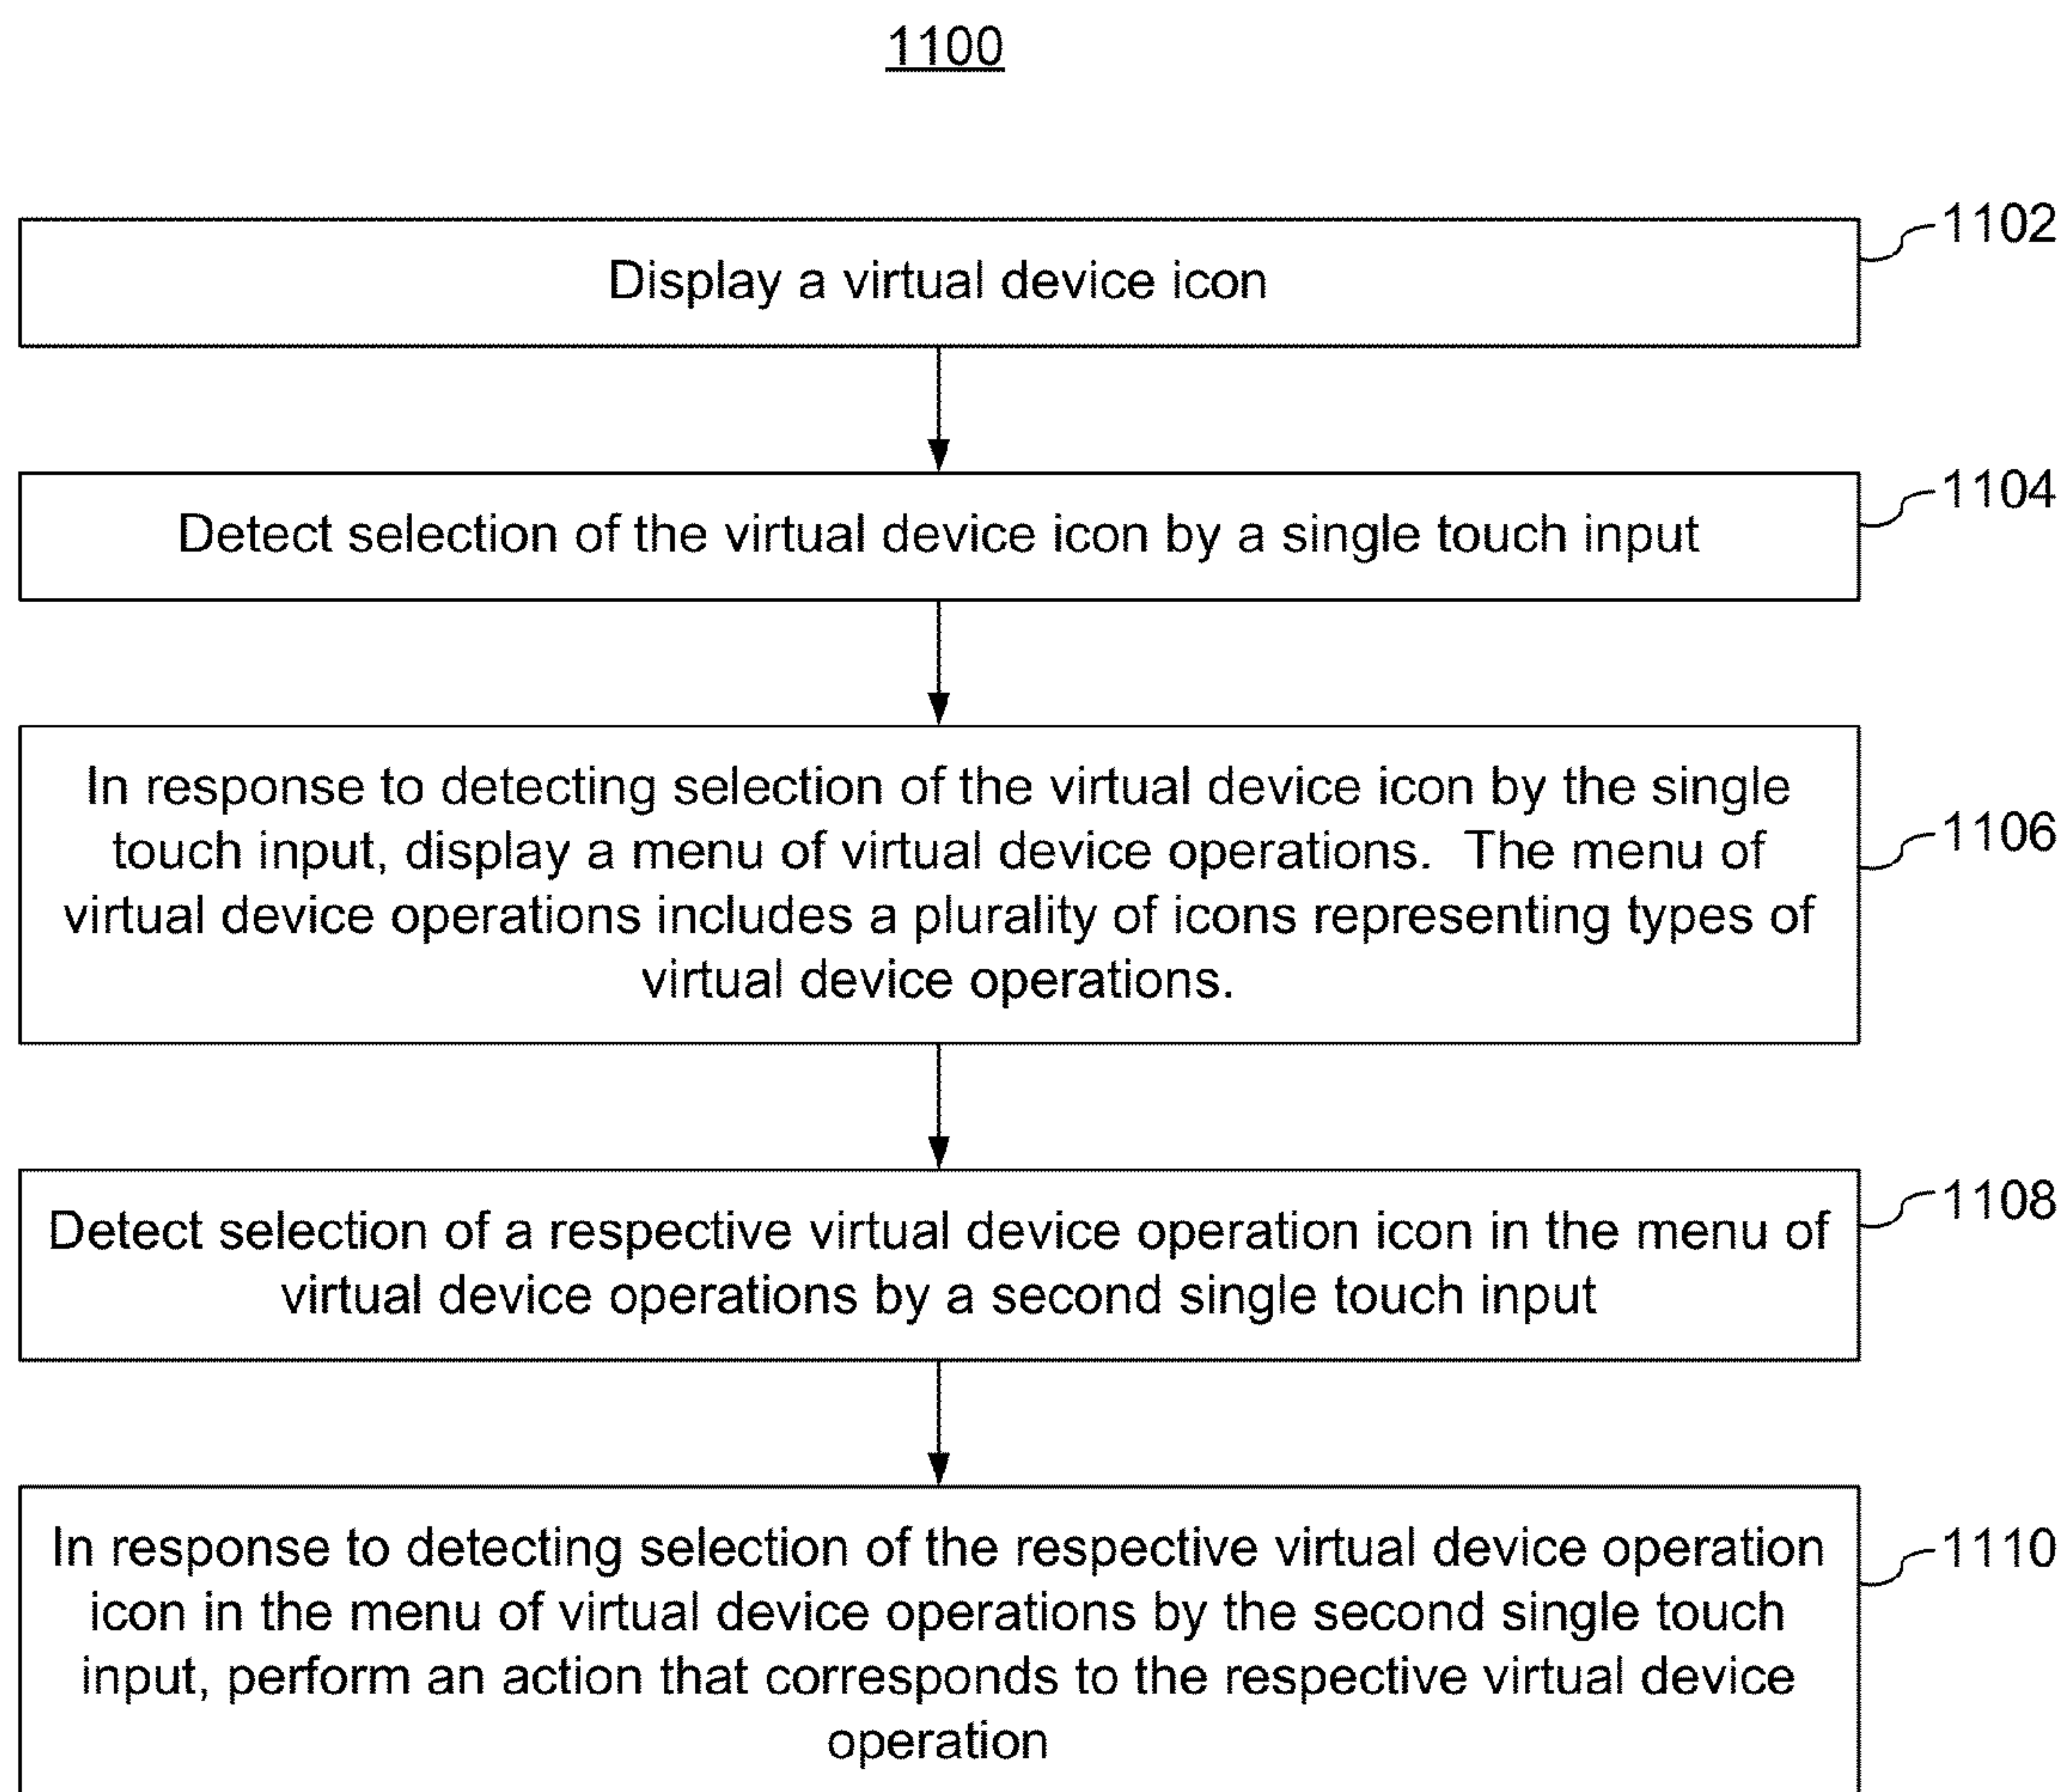 1100
1102
Display a virtual device icon
1104
Detect selection of the virtual device icon by a single touch input
In response to detecting selection of the virtual device icon by the single
touch input, display a menu of virtual device operations. The menu of
1106
virtual device operations includes a plurality of icons representing types of
virtual device operations.
1108
Detect selection of a respective virtual device operation icon in the menu of
virtual device operations by a second single touch input
In response to detecting selection of the respective virtual device operation
1110
icon in the menu of virtual device operations by the second single touch
input, perform an action that corresponds to the respective virtual device
operation